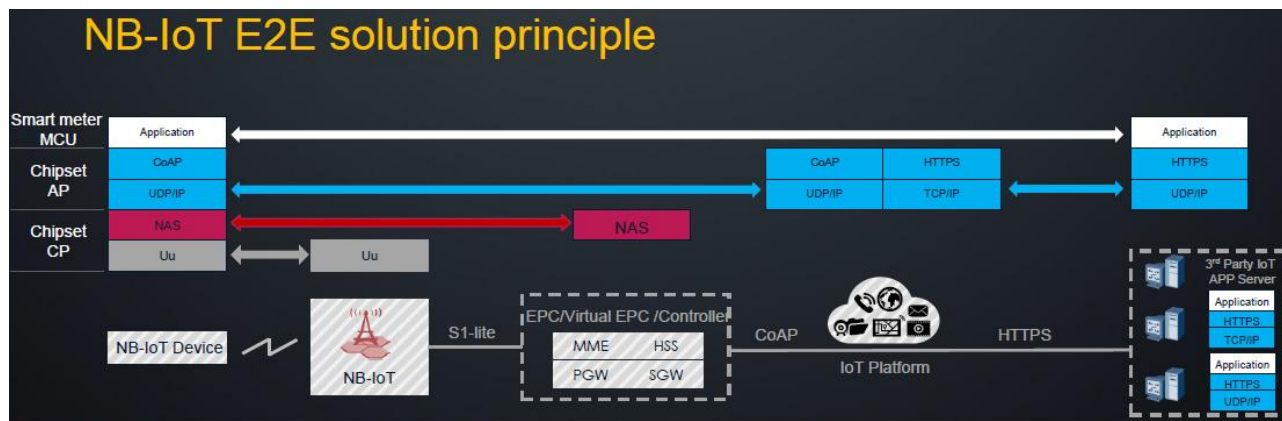 NB-IoT E2E solution principle
Smart meter
MCU
Application
Application
Chipset
AP
CoAP
CoAP
HTTPS
HTTPS
UDP/IP
UDP/IP
TCP/IP
UDP/IP
Chipset
CP
NAS
NAS
Uu
Uu
3rd Party IoT
APP Server
Application
HTTPS
TCP/IP
Application
HTTPS
UDP/IP
NB-IoT Device
NB-IoT
S1-lite
EPC/Virtual EPC /Controller
MME
HSS
PGW
SGW
CoAP
IoT Platform
HTTPS